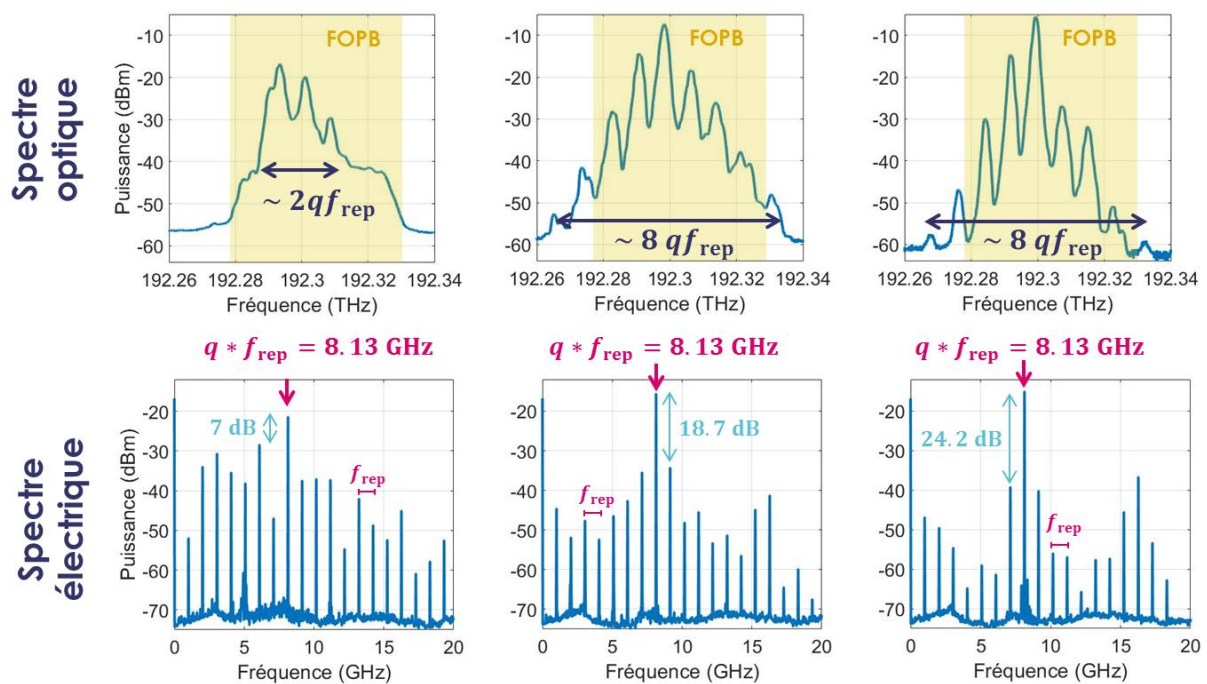 Spectre
optique
Puissance (dBm)
-10
-20
-30
-40
-50
-60
FOPB
~ 2qf_rep
192.26 192.28 192.3 192.32 192.34
Fréquence (THz)
-10
-20
-30
-40
-50
-60
FOPB
~ 8 qf_rep
192.26 192.28 192.3 192.32 192.34
Fréquence (THz)
-10
-20
-30
-40
-50
-60
FOPB
~ 8 qf_rep
192.26 192.28 192.3 192.32 192.34
Fréquence (THz)
Spectre
électrique
q * f_rep = 8.13 GHz
Puissance (dBm)
-20
-30
-40
-50
-60
-70
7 dB
f_rep
0 5 10 15 20
Fréquence (GHz)
q * f_rep = 8.13 GHz
-20
-30
-40
-50
-60
-70
18.7 dB
f_rep
0 5 10 15 20
Fréquence (GHz)
q * f_rep = 8.13 GHz
-20
-30
-40
-50
-60
-70
24.2 dB
f_rep
0 5 10 15 20
Fréquence (GHz)